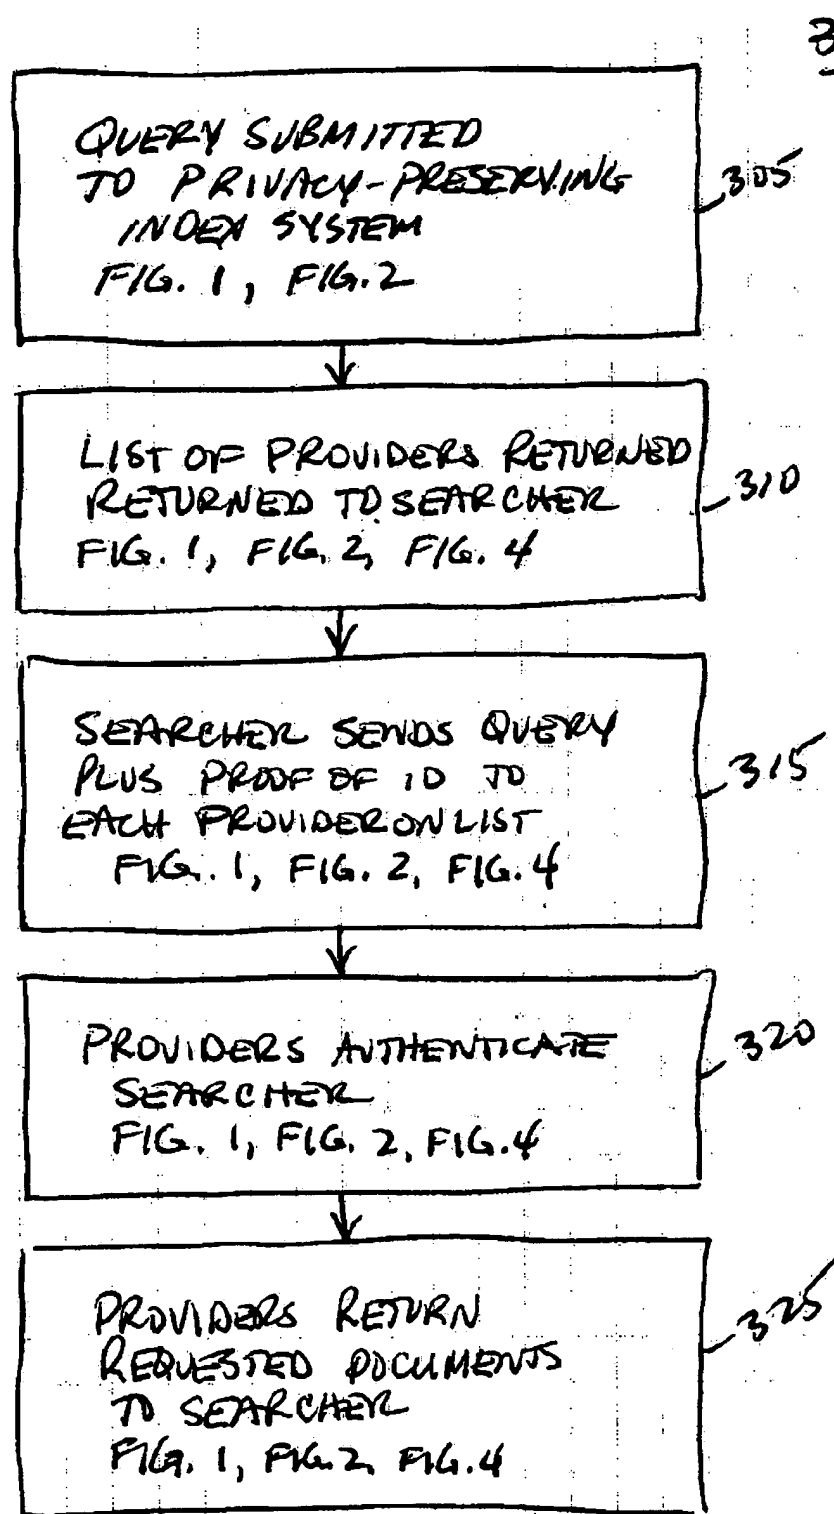 3
QUERY SUBMITTED
TO PRIVACY-PRESERVING
INDEX SYSTEM
FIG. 1, FIG. 2
305
LIST OF PROVIDERS RETURNED
RETURNED TO SEARCHER
FIG. 1, FIG. 2, FIG. 4
310
SEARCHER SENDS QUERY
PLUS PROOF OF ID TO
EACH PROVIDER ON LIST
FIG. 1, FIG. 2, FIG. 4
315
PROVIDERS AUTHENTICATE
SEARCHER
FIG. 1, FIG. 2, FIG. 4
320
PROVIDERS RETURN
REQUESTED DOCUMENTS
TO SEARCHER
FIG. 1, FIG. 2, FIG. 4
325